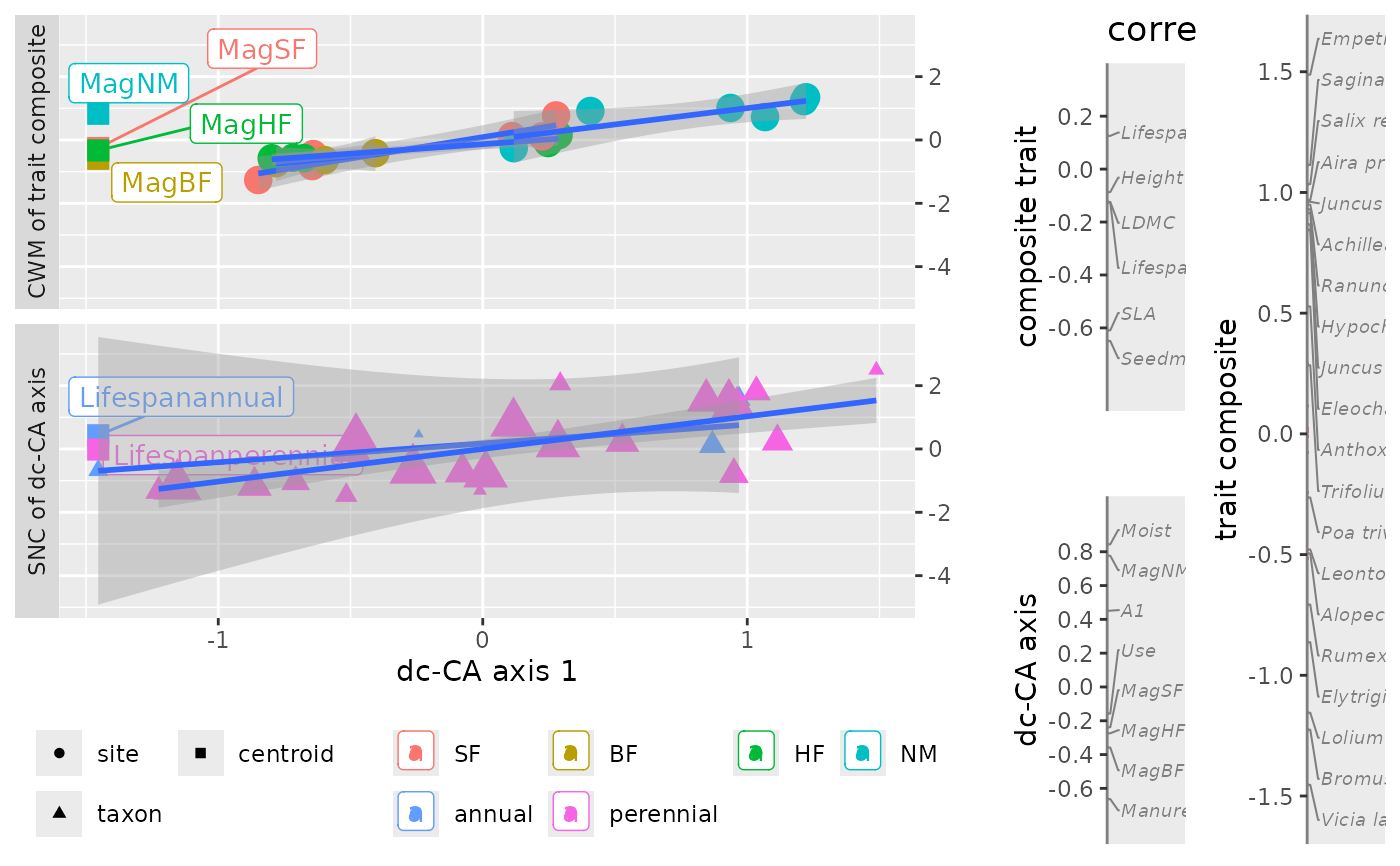 CWM of trait composite
MagSF
MagNM
MagHF
MagBF
2
0
-2
-4
SNC of dc-CA axis
Lifespanannual
Lifespanperennial
2
0
-2
-4
-1
0
1
dc-CA axis 1
site
centroid
taxon
a SF
a BF
a HF
a NM
a annual
a perennial
corre
composite trait
0.2
0.0
-0.2
-0.4
-0.6
Lifespa
Height
LDMC
Lifespa
SLA
Seedm
dc-CA axis
0.8
0.6
0.4
0.2
0.0
-0.2
-0.4
-0.6
Moist
MagNM
A1
Use
MagSF
MagHF
MagBF
Manure
trait composite
1.5
1.0
0.5
0.0
-0.5
-1.0
-1.5
Empet
Sagina
Salix re
Aira pr
Juncus
Achille
Ranunc
Hypoch
Juncus
Eleocha
Anthox
Trifoliu
Poa triv
Leonto
Alopec
Rumex
Elytrigi
Lolium
Bromus
Vicia la